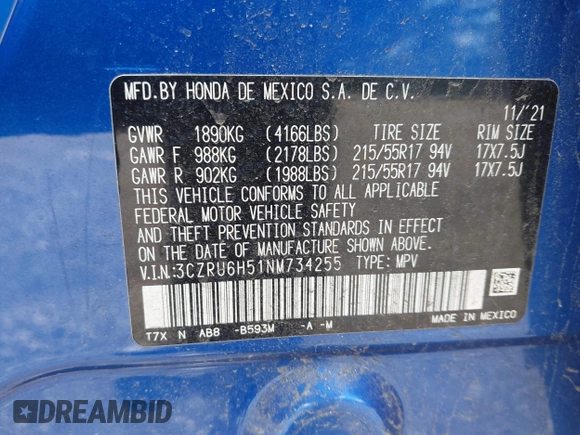 MFD.BY HONDA DE MEXICO S.A. DE C.V.
11/'21
GVWR 1890KG (4166LBS) TIRE SIZE RIM SIZE
GAWR F 988KG (2178LBS) 215/55R17 94V 17X7.5J
GAWR R 902KG (1988LBS) 215/55R17 94V 17X7.5J
THIS VEHICLE CONFORMS TO ALL APPLICABLE
FEDERAL MOTOR VEHICLE SAFETY
AND THEFT PREVENTION STANDARDS IN EFFECT
ON THE DATE OF MANUFACTURE SHOWN ABOVE.
V.I.N:3CZRU6H51NM734255 TYPE: MPV
T7X N AB8 -B593M -A -M MADE IN MEXICO
DREAMBID